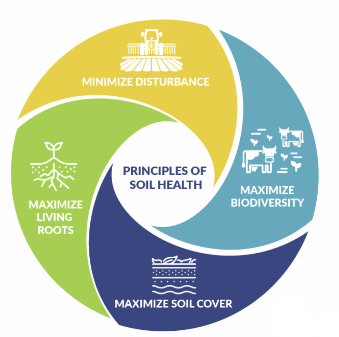 MINIMIZE DISTURBANCE
PRINCIPLES OF
SOIL HEALTH
MAXIMIZE
BIODIVERSITY
MAXIMIZE
LIVING
ROOTS
MAXIMIZE SOIL COVER